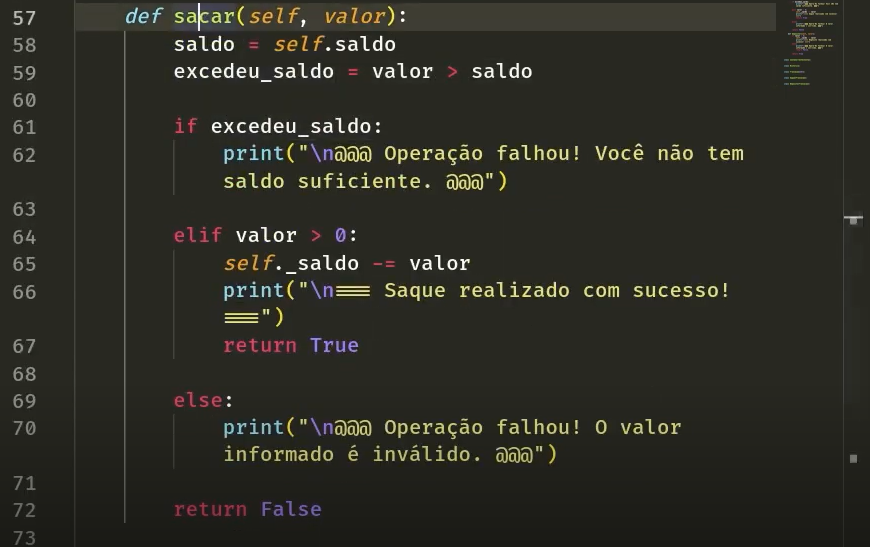 57 def sacar(self, valor):
58 saldo = self.saldo
59 excedeu_saldo = valor > saldo
60
61 if excedeu_saldo:
62 print("\n@@@ Operação falhou! Você não tem
saldo suficiente. @@@")
63
64 elif valor > 0:
65 self._saldo -= valor
66 print("\n=== Saque realizado com sucesso!
===")
67 return True
68
69 else:
70 print("\n@@@ Operação falhou! O valor
informado é inválido. @@@")
71
72 return False
73